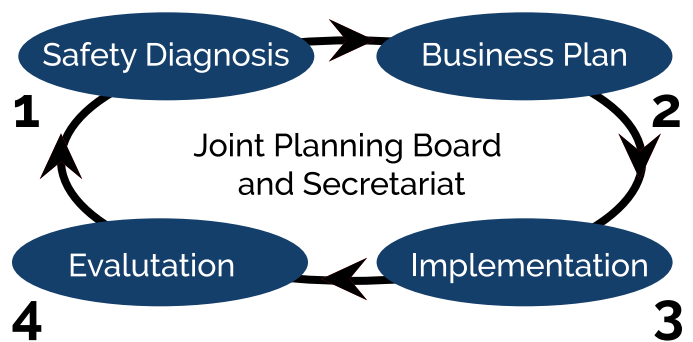 Safety Diagnosis
Business Plan
1
2
Joint Planning Board
and Secretariat
Evalutation
Implementation
4
3